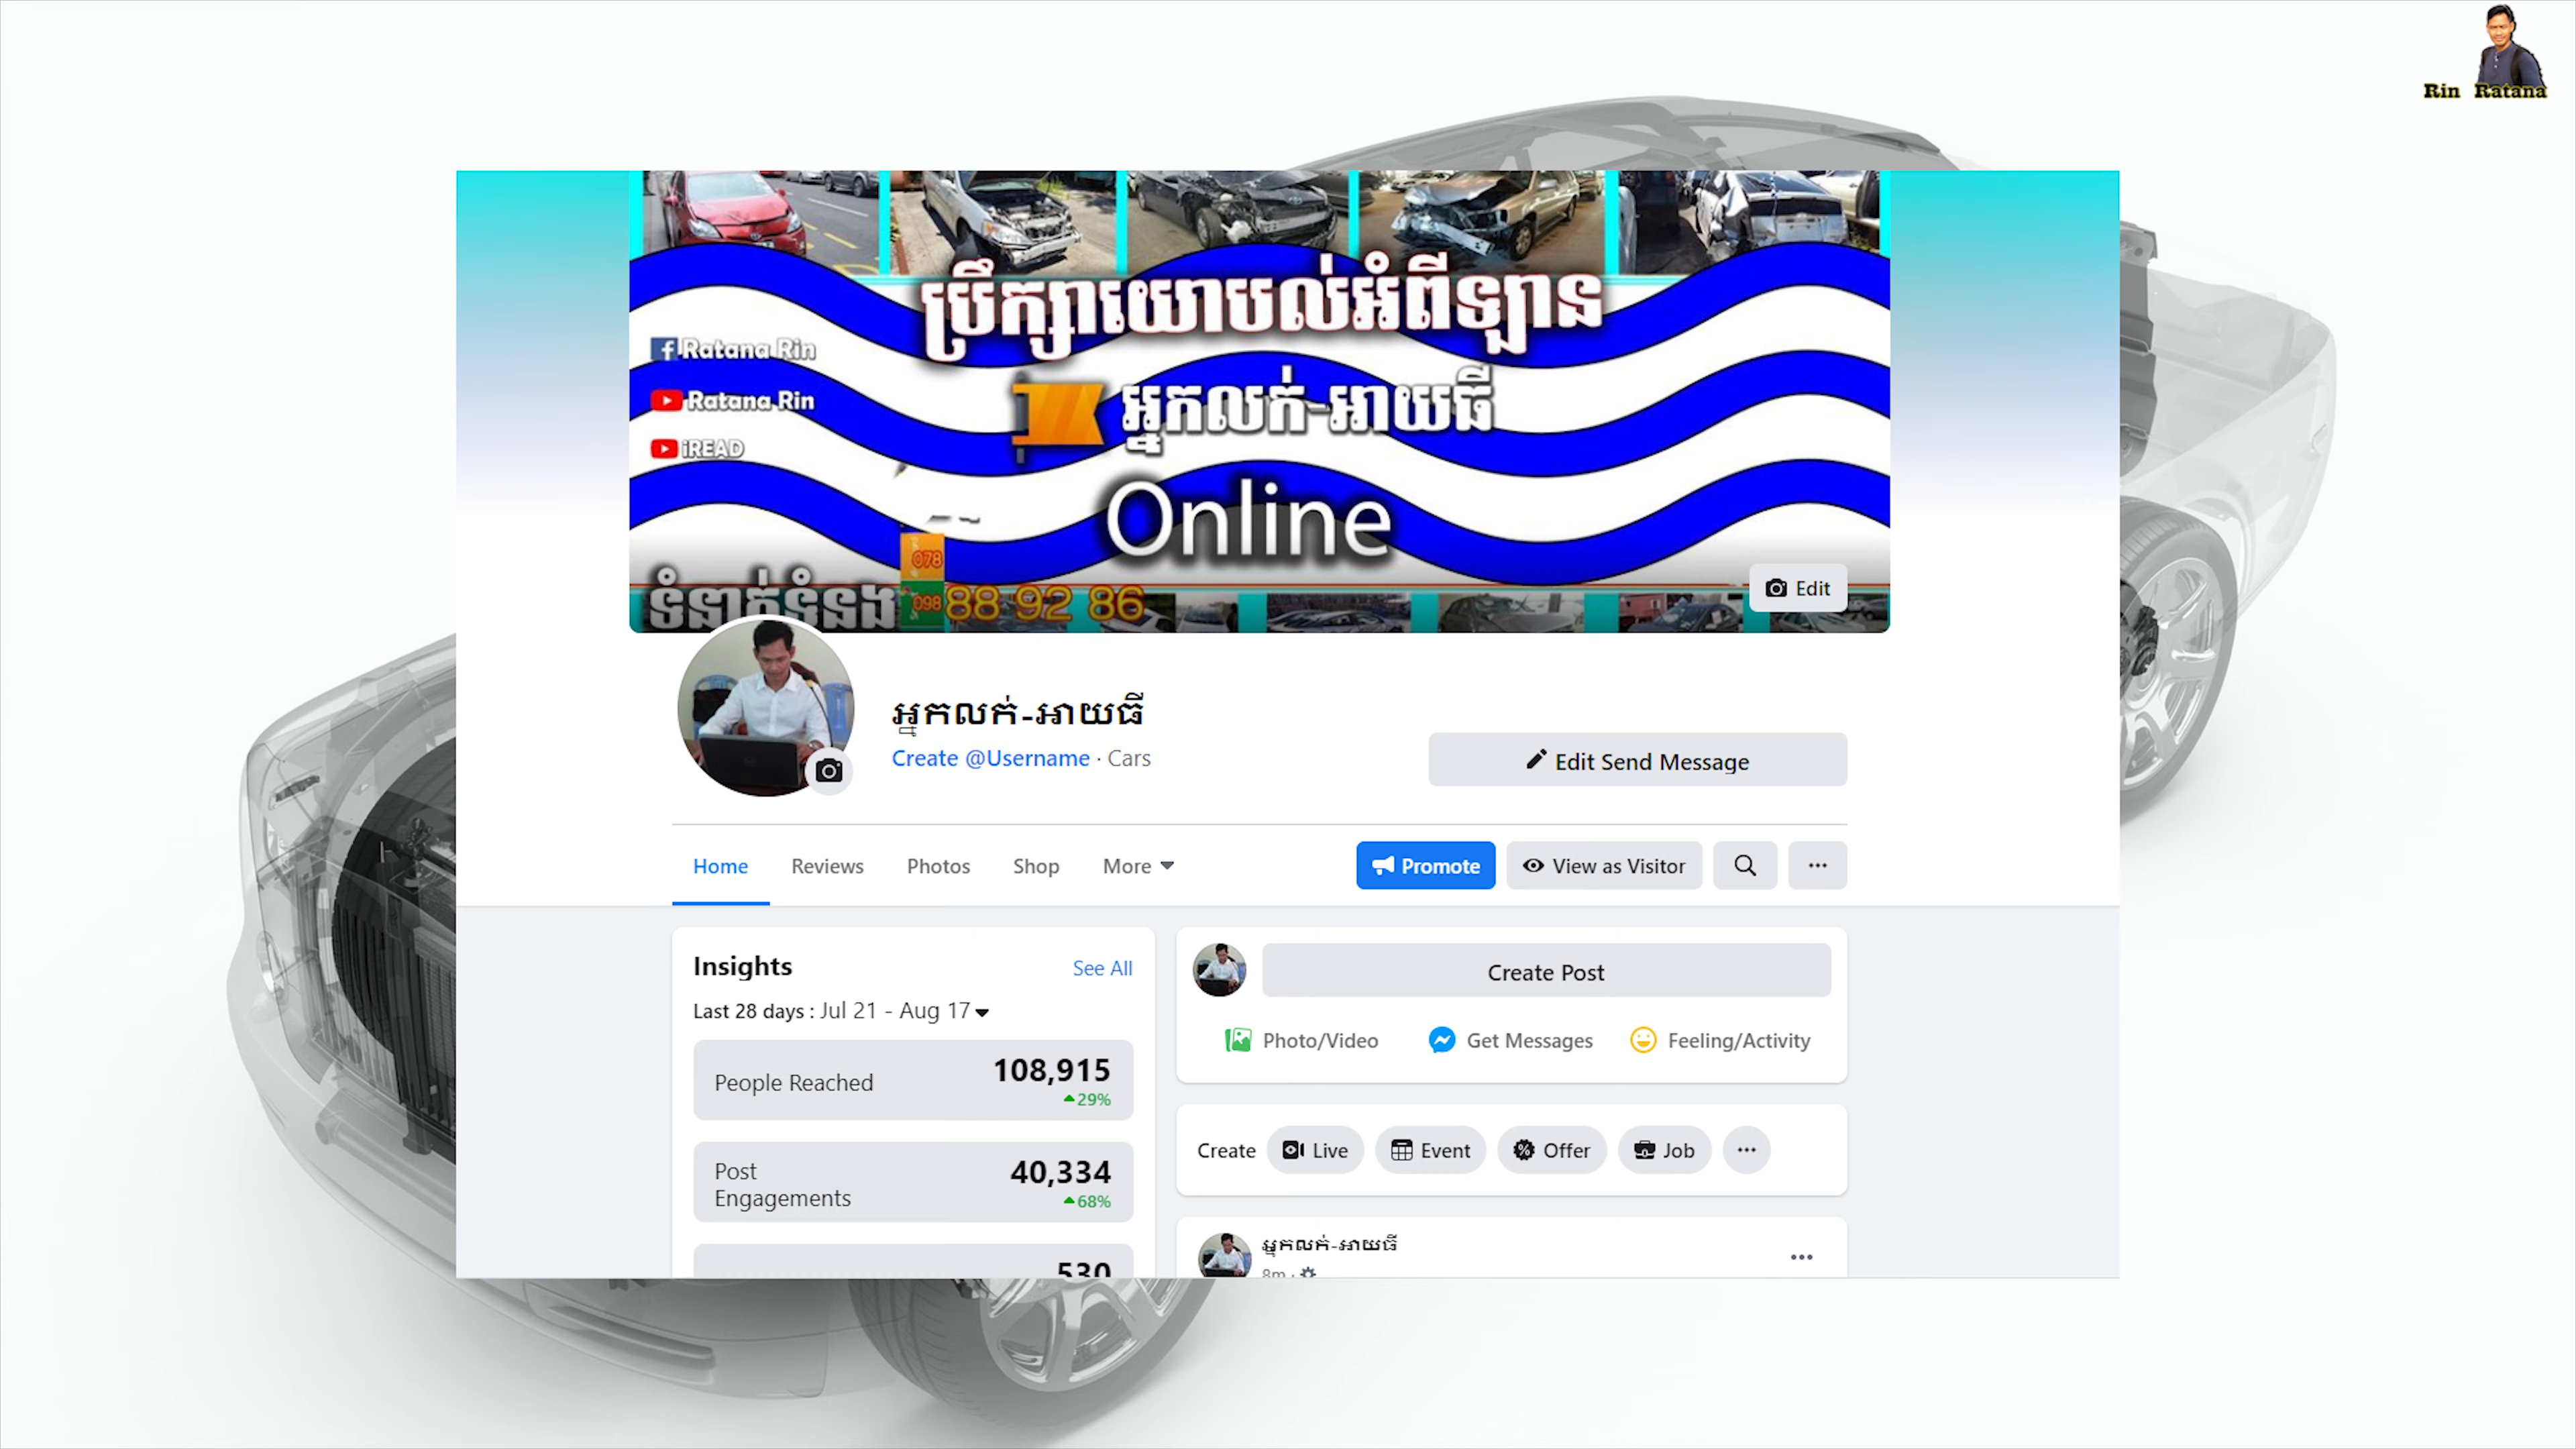 Rin Ratana
ប្រឹក្សាយោបល់អំពីឡាន
Ratana Rin
អ្នកលក់-អាយធី
Ratana Rin
iREAD
Online
078
ទំនាក់ទំនង 098 88 92 86
Edit
អ្នកលក់-អាយធី
Create @Username · Cars
Edit Send Message
Home Reviews Photos Shop More
Promote View as Visitor
Insights See All
Last 28 days : Jul 21 - Aug 17
People Reached 108,915
29%
Post Engagements 40,334
68%
530
Create Post
Photo/Video Get Messages Feeling/Activity
Create Live Event Offer Job
អ្នកលក់-អាយធី
8m ·